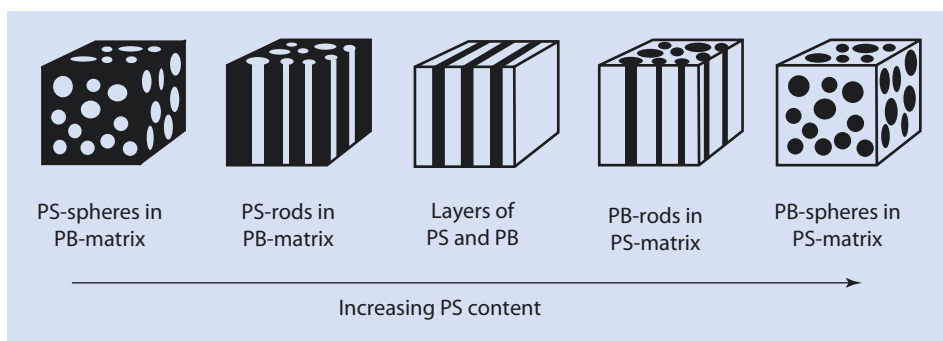 PS-spheres in
PB-matrix
PS-rods in
PB-matrix
Layers of
PS and PB
PB-rods in
PS-matrix
PB-spheres in
PS-matrix
Increasing PS content